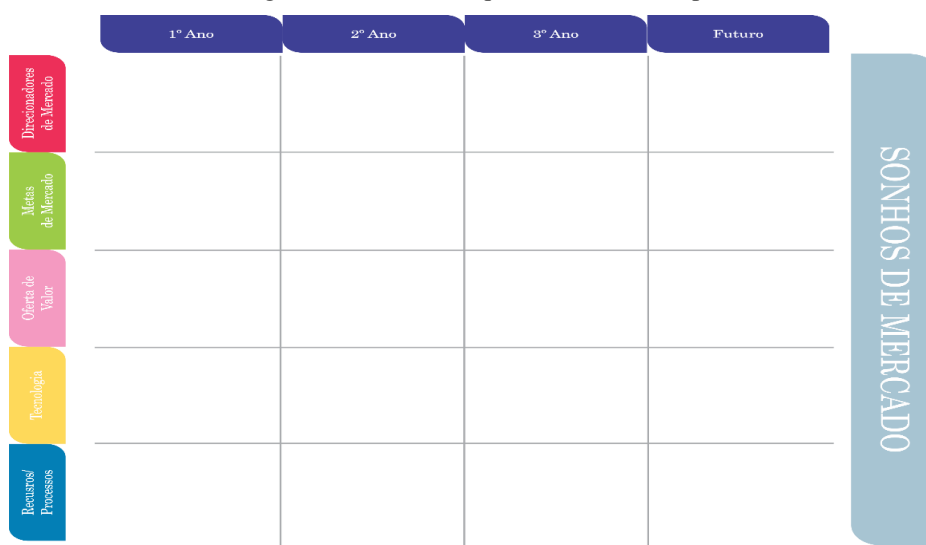 1º Ano
2º Ano
3º Ano
Futuro
Direcionadores
de Mercado
Metas
de Mercado
Oferta de
Valor
Tecnologia
Recusros/
Processos
SONHOS DE MERCADO